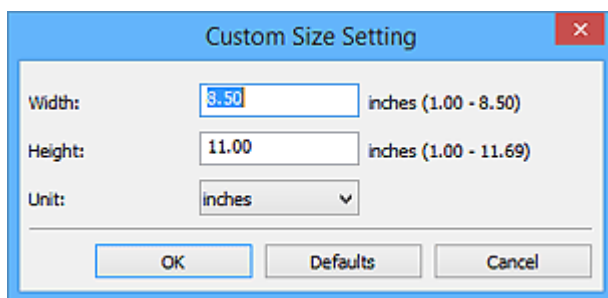 Custom Size Setting
Width: 8.50 inches (1.00 - 8.50)
Height: 11.00 inches (1.00 - 11.69)
Unit: inches
OK Defaults Cancel